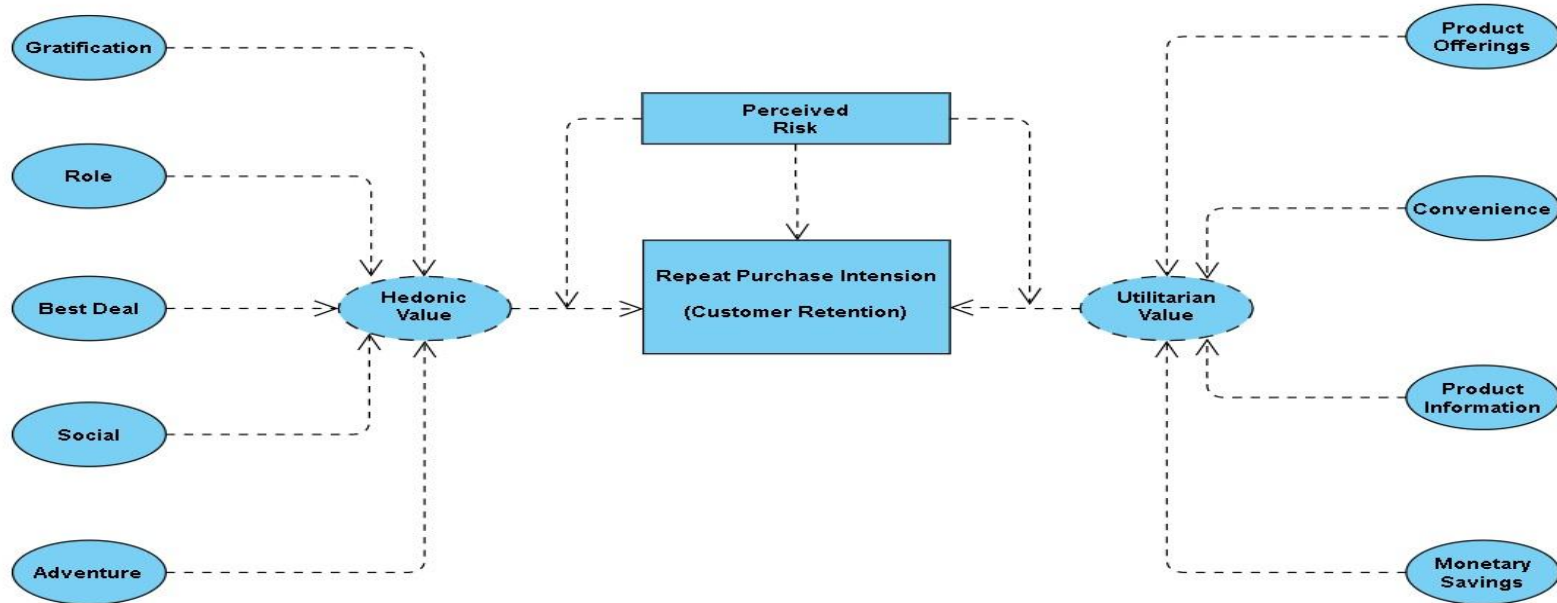 Gratification
Role
Best Deal
Social
Adventure
Hedonic
Value
Perceived
Risk
Repeat Purchase Intension
(Customer Retention)
Utilitarian
Value
Product
Offerings
Convenience
Product
Information
Monetary
Savings